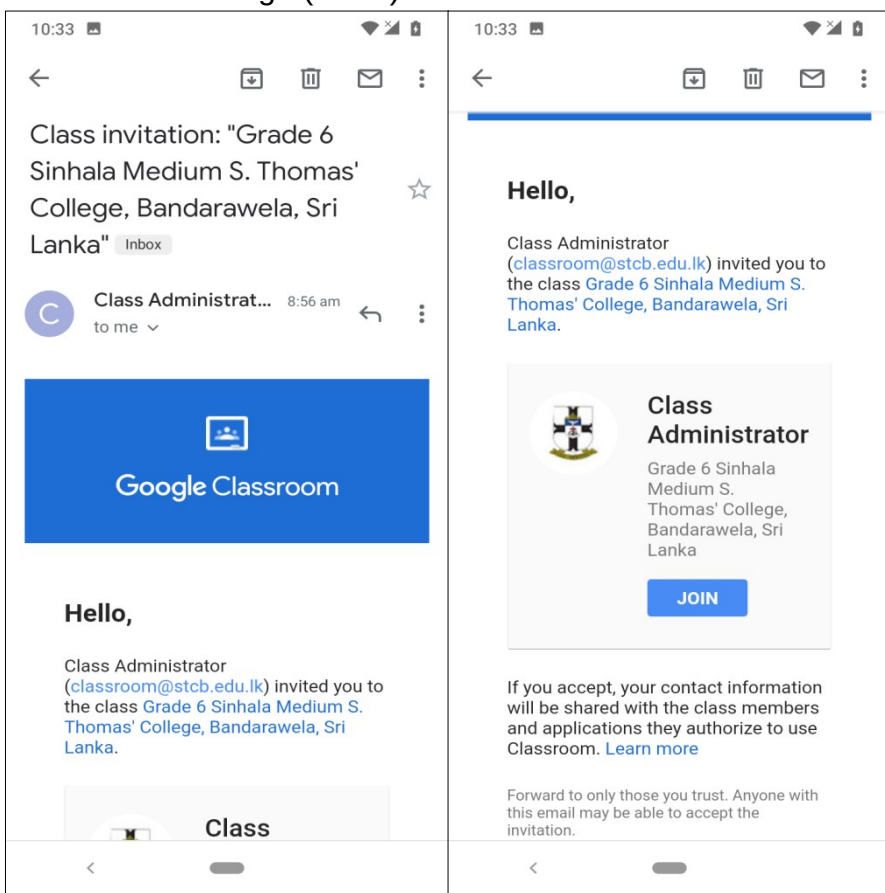 10:33
Class invitation: "Grade 6
Sinhala Medium S. Thomas'
College, Bandarawela, Sri
Lanka" Inbox
C
Class Administrat... 8:56 am
to me
Google Classroom
Hello,
Class Administrator
(classroom@stcb.edu.lk) invited you to
the class Grade 6 Sinhala Medium S.
Thomas' College, Bandarawela, Sri
Lanka.
Class
10:33
Hello,
Class Administrator
(classroom@stcb.edu.lk) invited you to
the class Grade 6 Sinhala Medium S.
Thomas' College, Bandarawela, Sri
Lanka.
Class
Administrator
Grade 6 Sinhala
Medium S.
Thomas' College,
Bandarawela, Sri
Lanka
JOIN
If you accept, your contact information
will be shared with the class members
and applications they authorize to use
Classroom. Learn more
Forward to only those you trust. Anyone with
this email may be able to accept the
invitation.